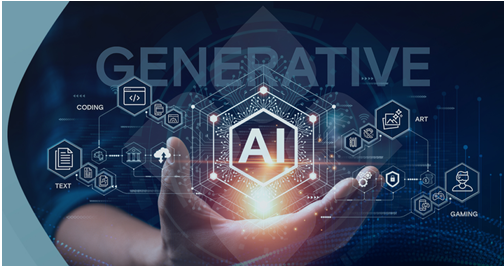 GENERATIVE
CODING
ART
AI
TEXT
GAMING